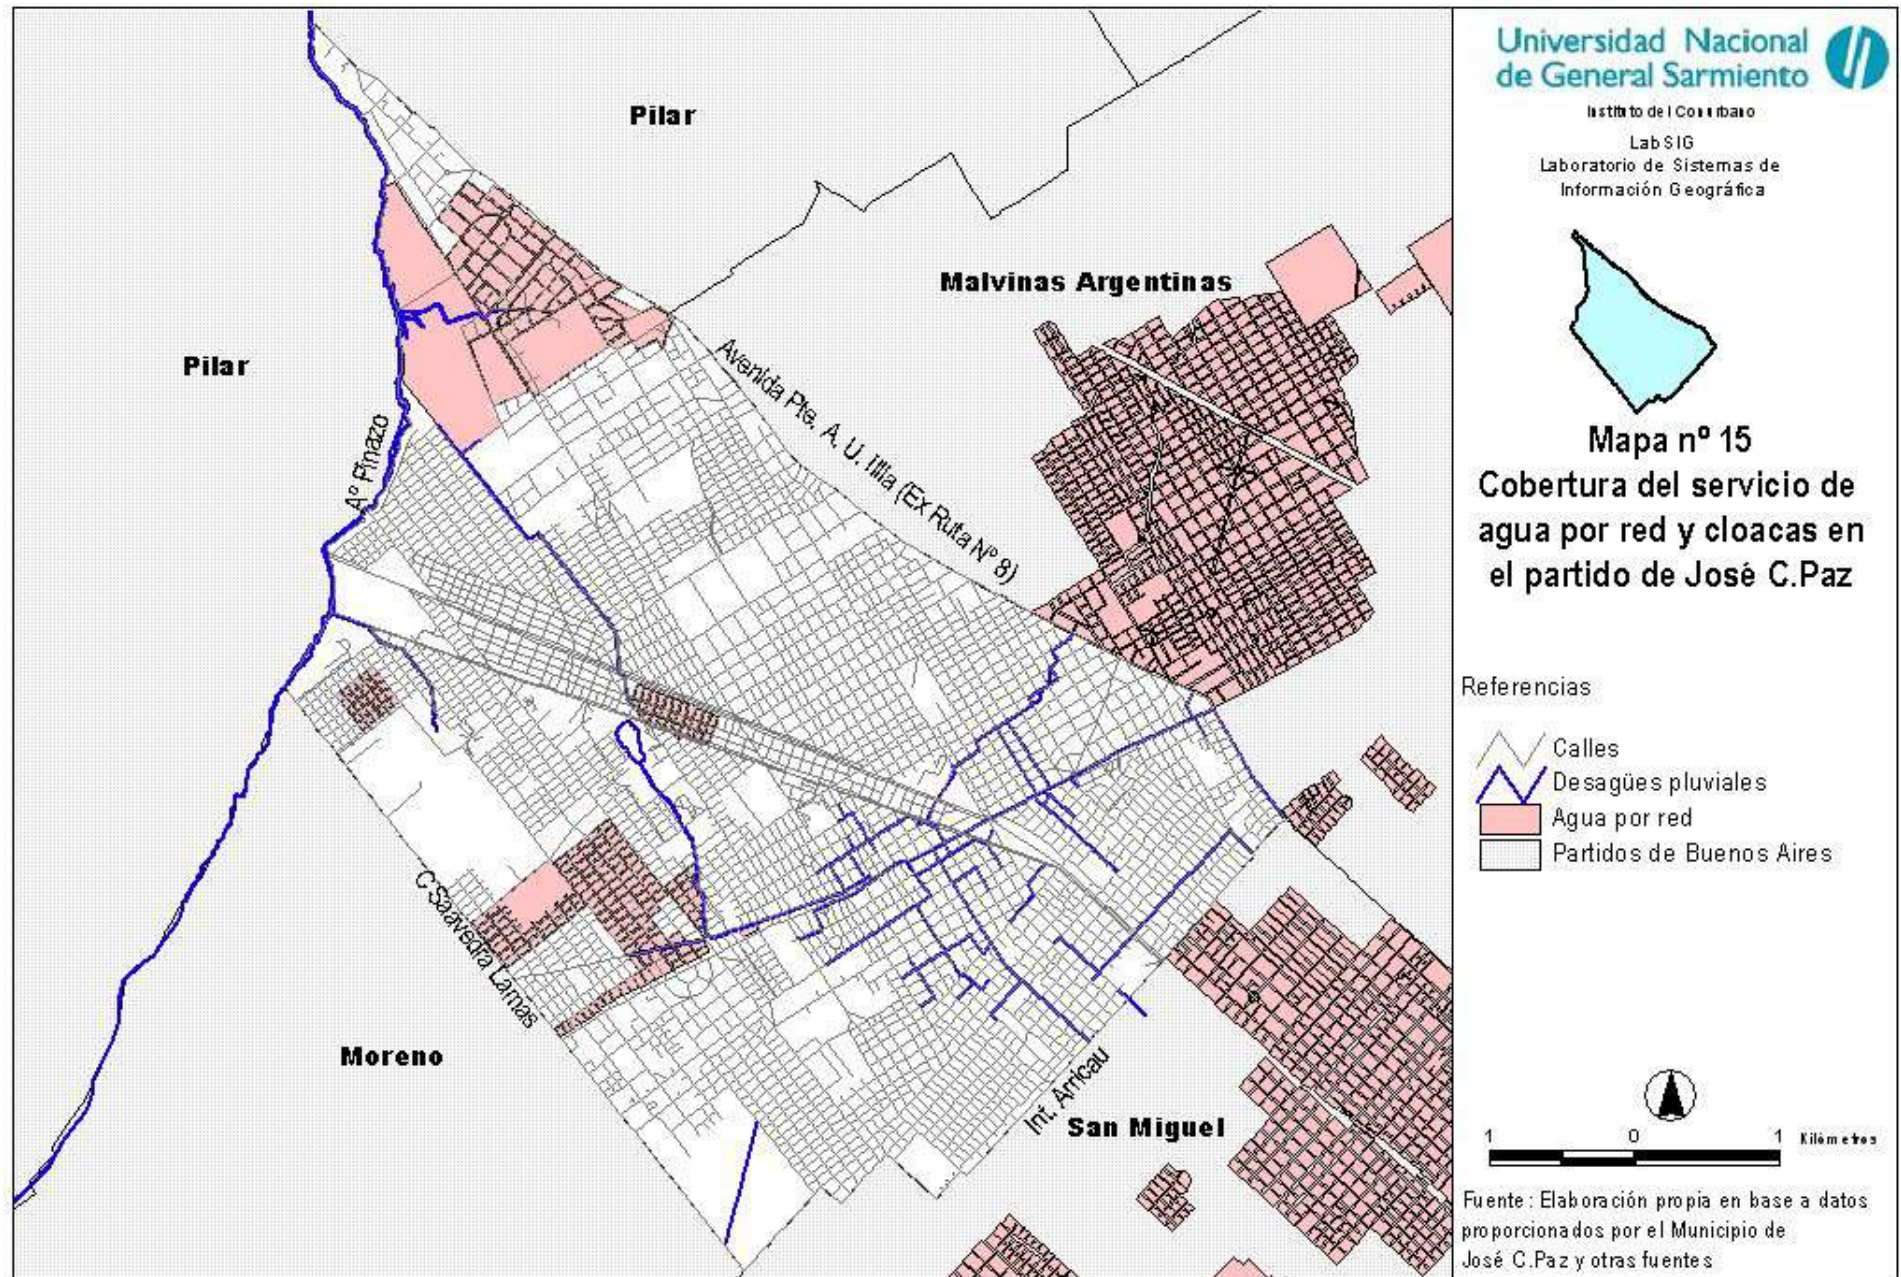 Pilar
Pilar
Malvinas Argentinas
Avenida Pte. A. U. Illia (Ex Ruta Nº 8)
Aº Pinazo
C Saavedra Lamas
Moreno
Int. Arricau
San Miguel
Universidad Nacional
de General Sarmiento
Instituto del Conurbano
LabSIG
Laboratorio de Sistemas de
Información Geográfica
Mapa nº 15
Cobertura del servicio de
agua por red y cloacas en
el partido de José C.Paz
Referencias
Calles
Desagües pluviales
Agua por red
Partidos de Buenos Aires
1 0 1 Kilómetros
Fuente: Elaboración propia en base a datos
proporcionados por el Municipio de
José C.Paz y otras fuentes